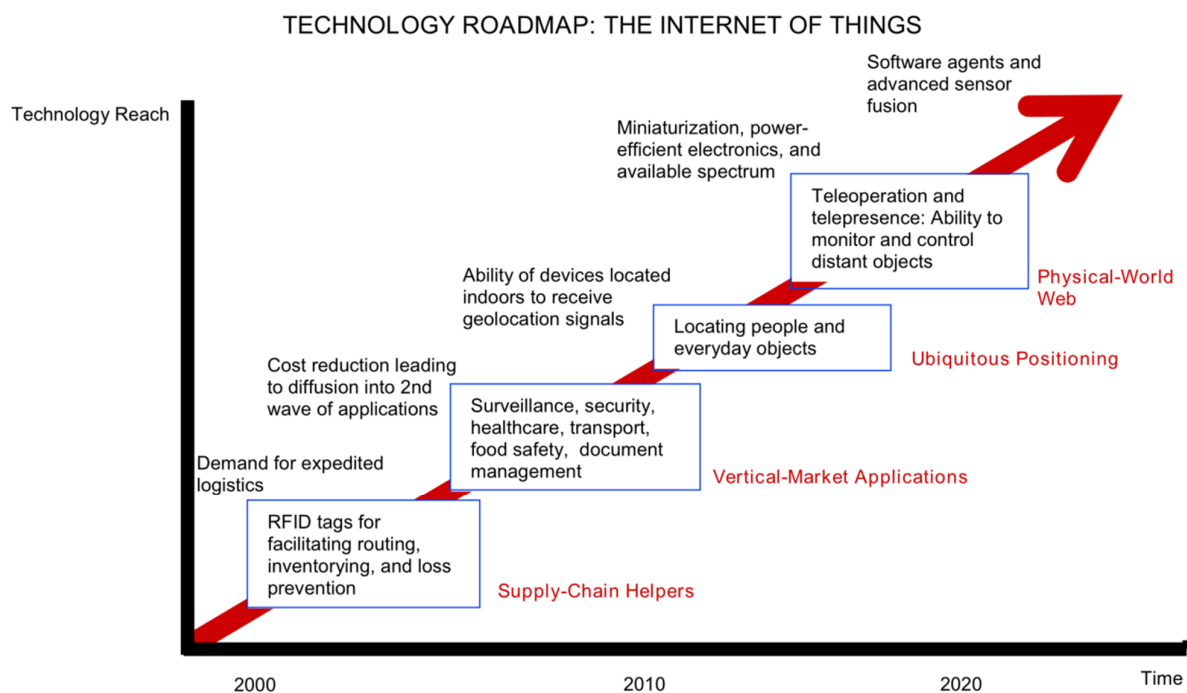 TECHNOLOGY ROADMAP: THE INTERNET OF THINGS
Technology Reach
Software agents and
advanced sensor
fusion
Miniaturization, power-
efficient electronics, and
available spectrum
Teleoperation and
telepresence: Ability to
monitor and control
distant objects
Physical-World
Web
Ability of devices located
indoors to receive
geolocation signals
Locating people and
everyday objects
Ubiquitous Positioning
Cost reduction leading
to diffusion into 2nd
wave of applications
Surveillance, security,
healthcare, transport,
food safety,  document
management
Vertical-Market Applications
Demand for expedited
logistics
RFID tags for
facilitating routing,
inventorying, and loss
prevention
Supply-Chain Helpers
2000
2010
2020
Time